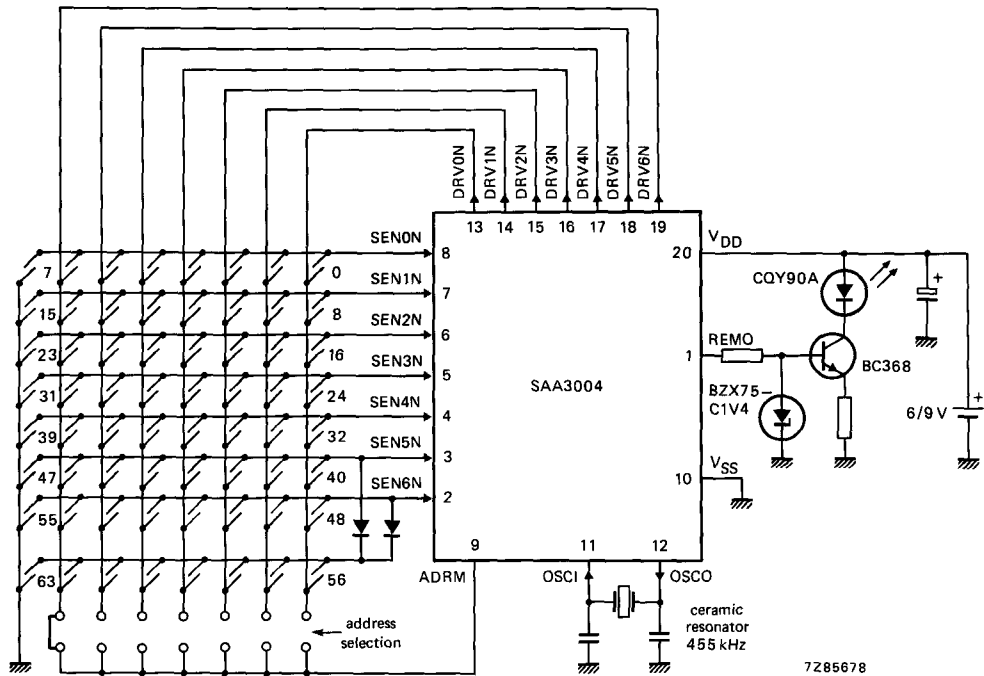 DRV0N
DRV1N
DRV2N
DRV3N
DRV4N
DRV5N
DRV6N
13 14 15 16 17 18 19
SEN0N 8
7 0
SEN1N 7
15 8
SEN2N 6
23 16
SEN3N 5
31 24
SEN4N 4
39 32
SEN5N 3
47 40
SEN6N 2
55 48
63 56
SAA3004
20 VDD
CQY90A
+
REMO
1
BC368
BZX75–
C1V4
6/9 V
+
VSS
10
9 11 12
ADRM
OSCI
OSCO
address
selection
ceramic
resonator
455 kHz
7Z85678